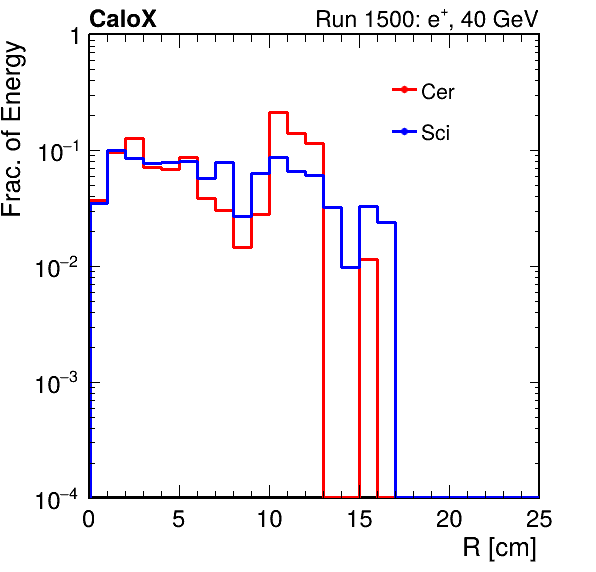 CaloX Run 1500: e⁺, 40 GeV
Frac. of Energy
1
10⁻¹
10⁻²
10⁻³
10⁻⁴
Cer
Sci
0 5 10 15 20 25
R [cm]